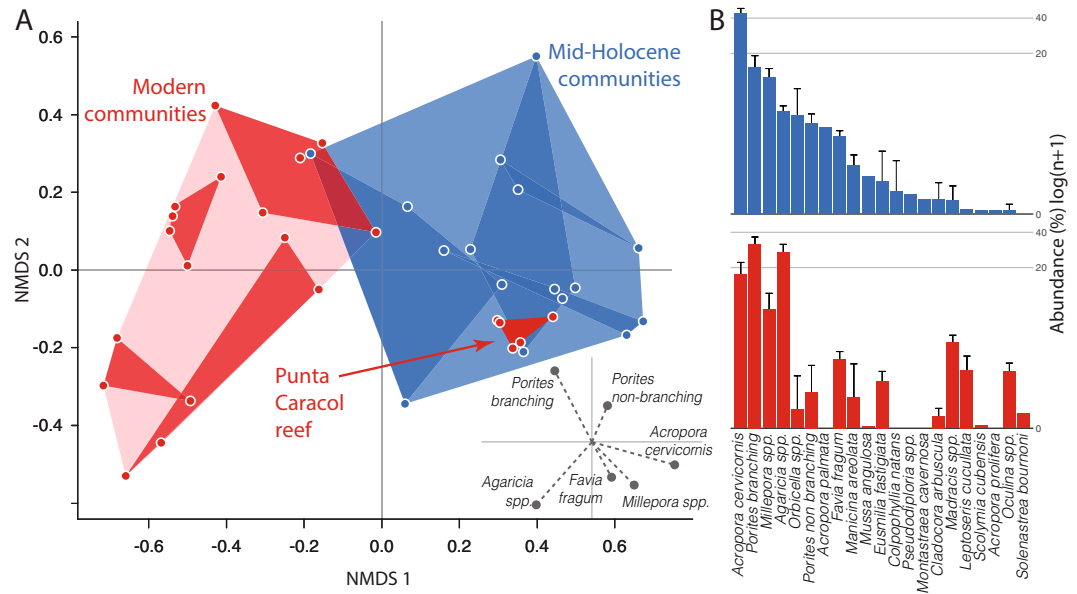 A
0.6
0.4
0.2
0.0
-0.2
-0.4
NMDS 2
-0.6
-0.4
-0.2
0.0
0.2
0.4
0.6
NMDS 1
Modern
communities
Mid-Holocene
communities
Punta
Caracol
reef
Porites
branching
Porites
non-branching
Acropora
cervicornis
Agaricia
spp.
Favia
fragum
Millepora spp.
B
40
20
0
40
20
0
Abundance (%) log(n+1)
Acropora cervicornis
Porites branching
Millepora spp.
Agaricia spp.
Orbicella spp.
Porites non branching
Acropora palmata
Favia fragum
Manicina areolata
Mussa angulosa
Eusmilia fastigiata
Colpophyllia natans
Pseudodiploria spp.
Montastraea cavernosa
Cladocora arbuscula
Madracis spp.
Leptoseris cucullata
Scolymia cubensis
Acropora prolifera
Oculina spp.
Solenastrea bournoni